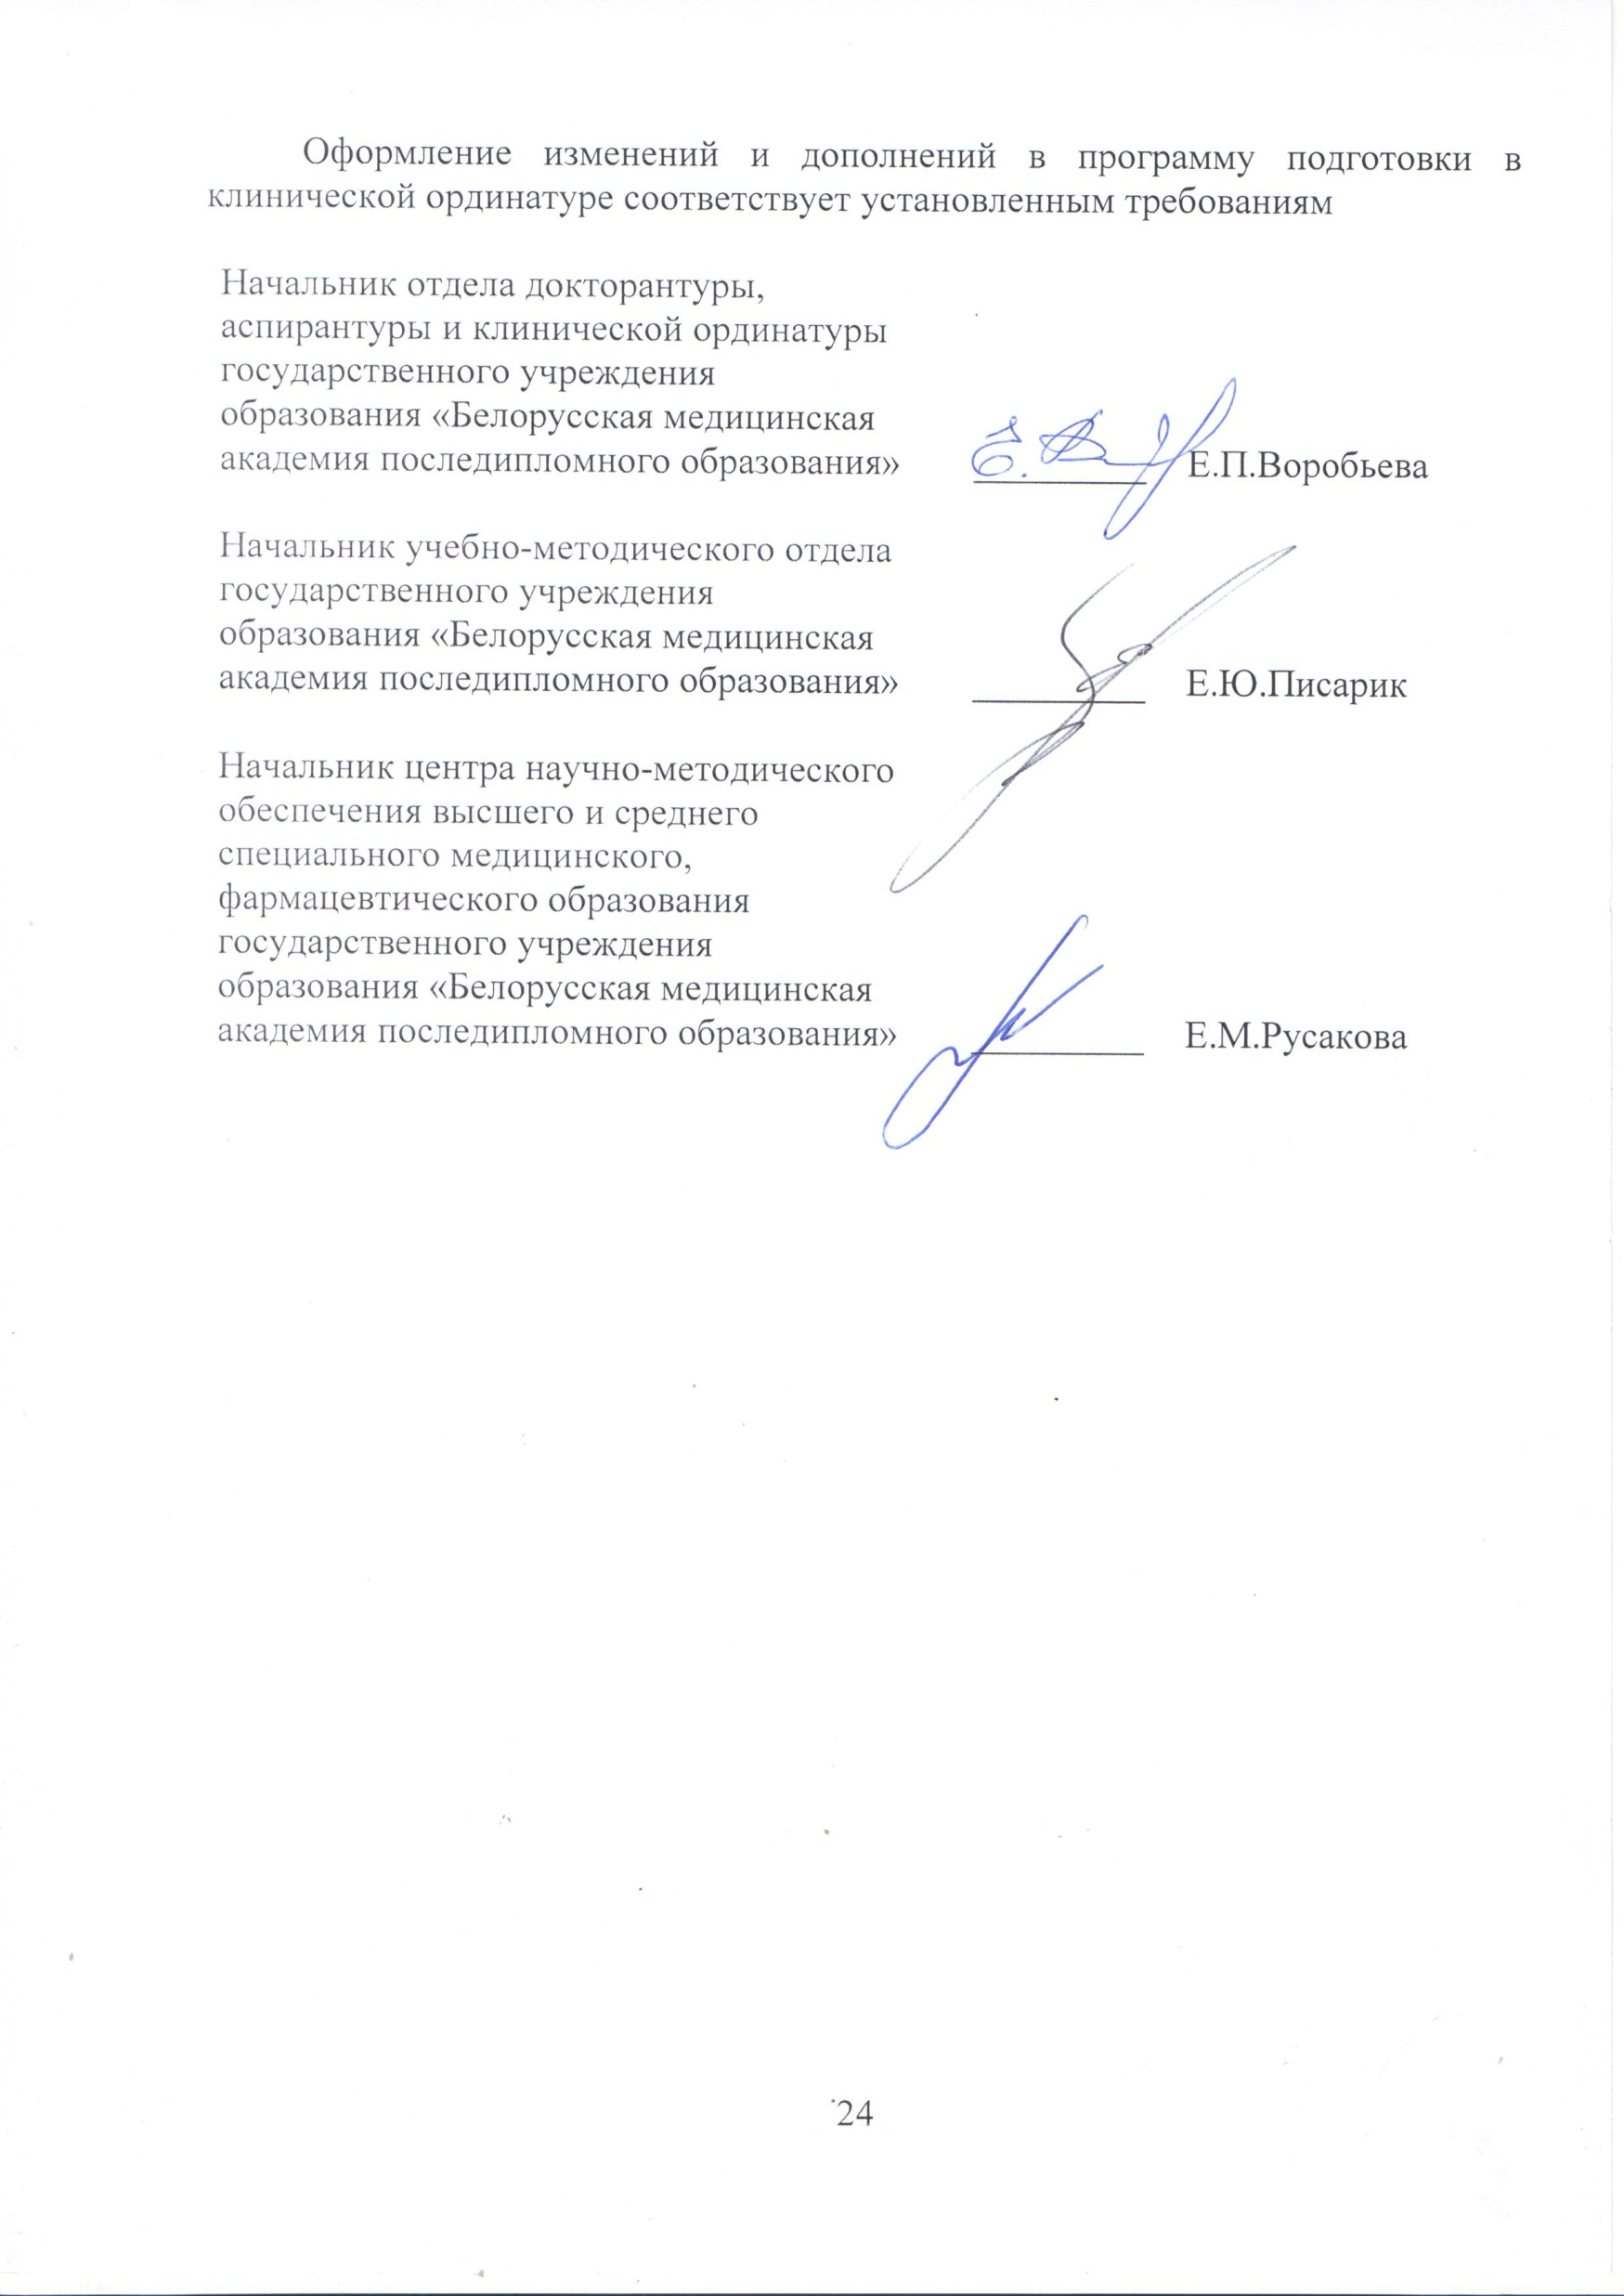 Оформление изменений и дополнений в программу подготовки в
клинической ординатуре соответствует установленным требованиям
Начальник отдела докторантуры,
аспирантуры и клинической ординатуры
государственного учреждения
образования «Белорусская медицинская
академия последипломного образования» Е.П.Воробьева
Начальник учебно-методического отдела
государственного учреждения
образования «Белорусская медицинская
академия последипломного образования» Е.Ю.Писарик
Начальник центра научно-методического
обеспечения высшего и среднего
специального медицинского,
фармацевтического образования
государственного учреждения
образования «Белорусская медицинская
академия последипломного образования» Е.М.Русакова
24